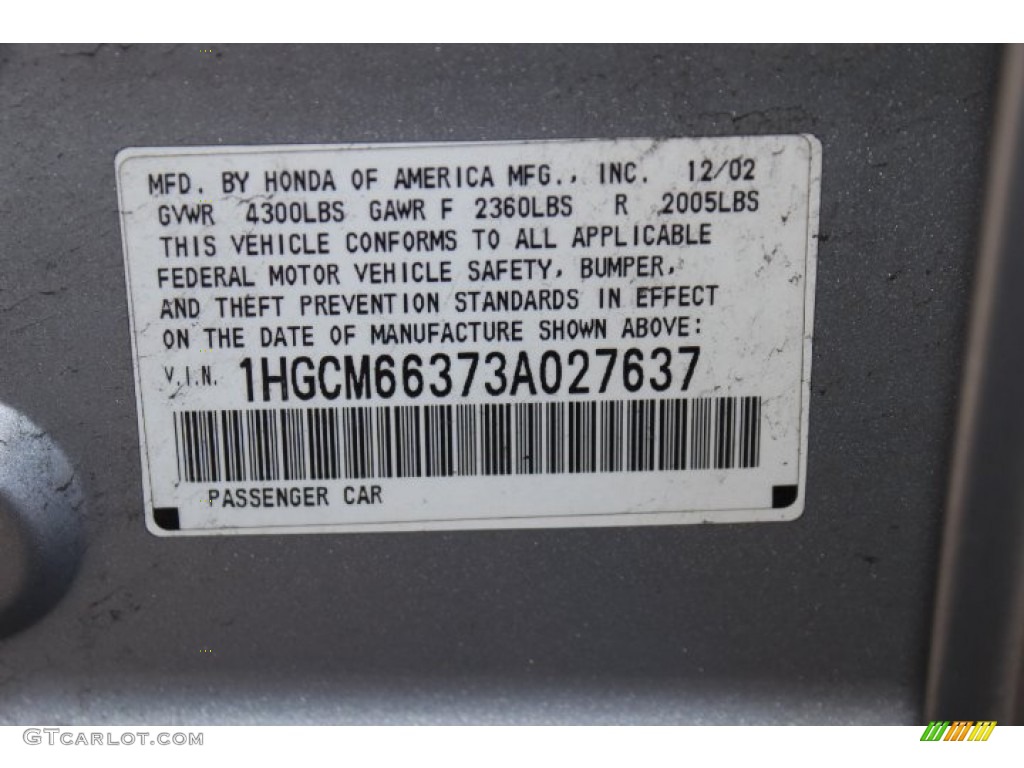 MFD. BY HONDA OF AMERICA MFG., INC. 12/02
GVWR 4300LBS GAWR F 2360LBS R 2005LBS
THIS VEHICLE CONFORMS TO ALL APPLICABLE
FEDERAL MOTOR VEHICLE SAFETY, BUMPER,
AND THEFT PREVENTION STANDARDS IN EFFECT
ON THE DATE OF MANUFACTURE SHOWN ABOVE:
V.I.N. 1HGCM66373A027637
PASSENGER CAR
GTcarlot.com